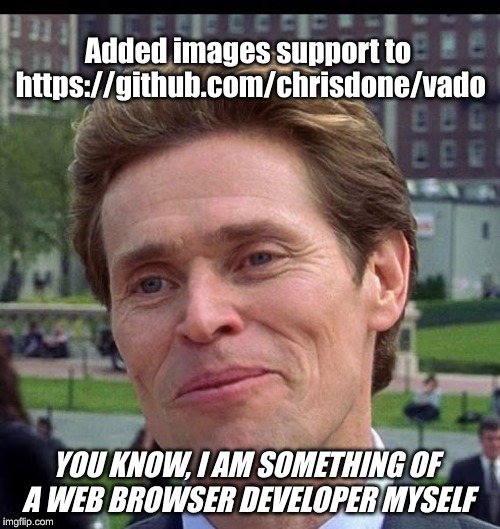 Added images support to
https://github.com/chrisdone/vado
YOU KNOW, I AM SOMETHING OF
A WEB BROWSER DEVELOPER MYSELF
imgflip.com